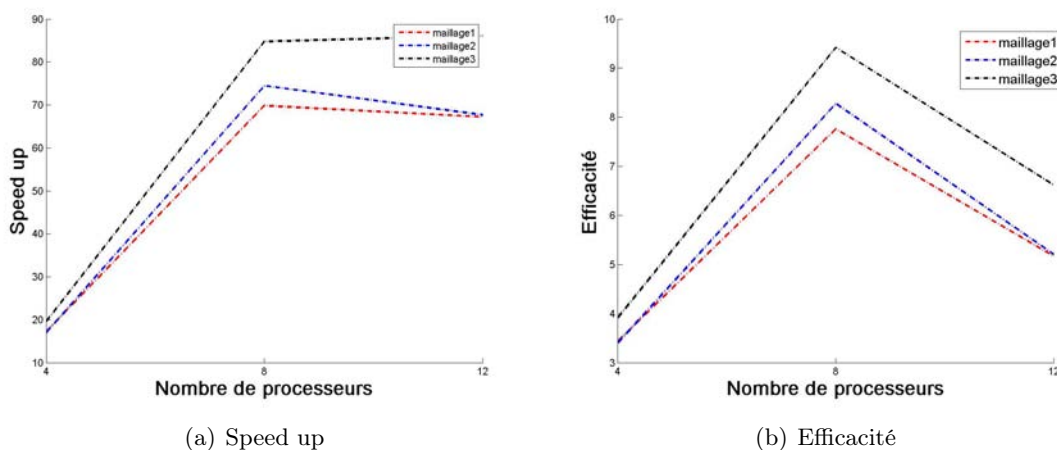 90
80
70
60
50
40
30
20
10
Speed up
maillage1
maillage2
maillage3
4
8
12
Nombre de processeurs
(a) Speed up
10
9
8
7
6
5
4
3
Efficacité
maillage1
maillage2
maillage3
4
8
12
Nombre de processeurs
(b) Efficacité